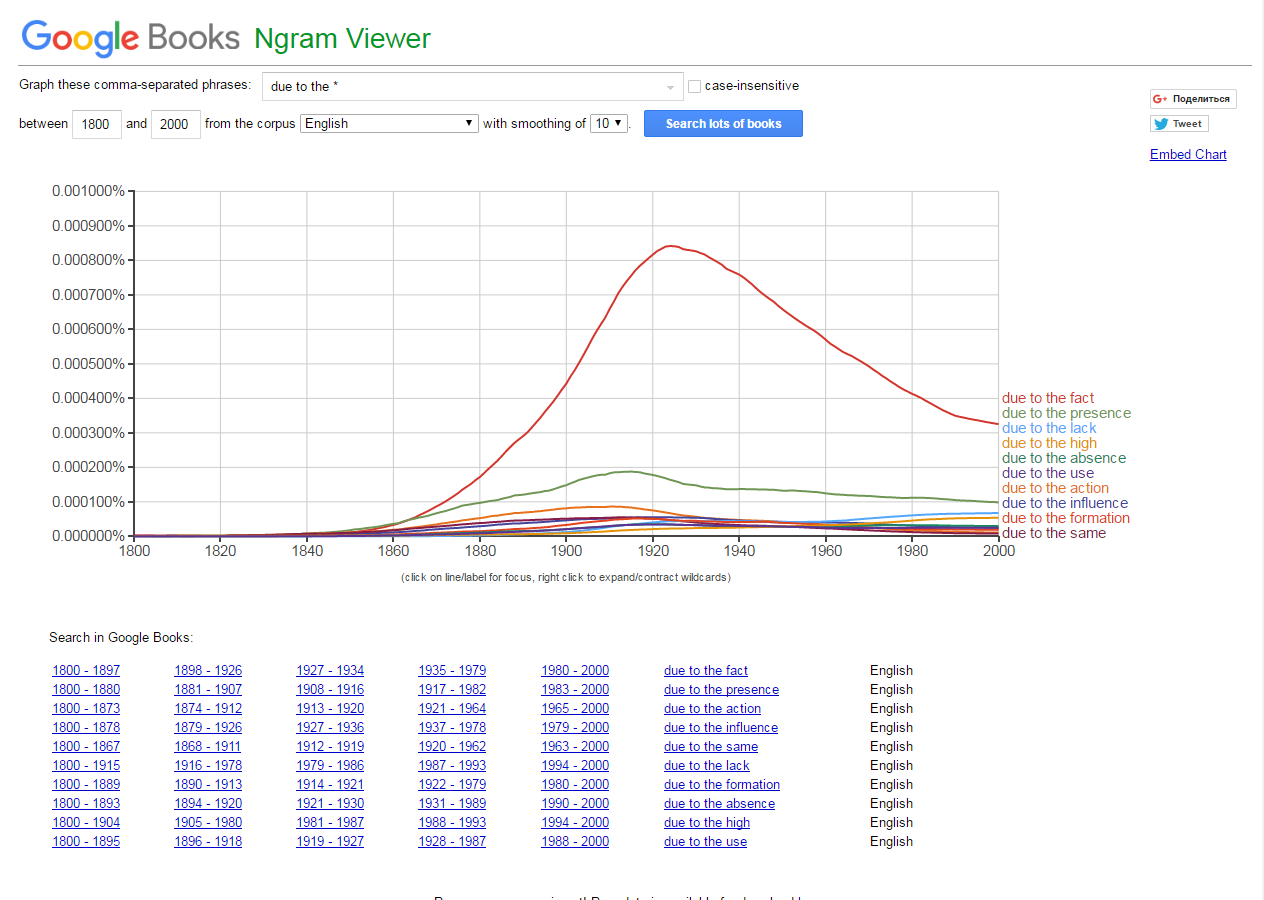 Google Books Ngram Viewer
Graph these comma-separated phrases: due to the * case-insensitive
between 1800 and 2000 from the corpus English with smoothing of 10 . Search lots of books
G+ Поделиться
Tweet
Embed Chart
0.001000%
0.000900%
0.000800%
0.000700%
0.000600%
0.000500%
0.000400%
0.000300%
0.000200%
0.000100%
0.000000%
1800 1820 1840 1860 1880 1900 1920 1940 1960 1980 2000
due to the fact
due to the presence
due to the lack
due to the high
due to the absence
due to the use
due to the action
due to the influence
due to the formation
due to the same
(click on line/label for focus, right click to expand/contract wildcards)
Search in Google Books:
1800 - 1897 1898 - 1926 1927 - 1934 1935 - 1979 1980 - 2000 due to the fact English
1800 - 1880 1881 - 1907 1908 - 1916 1917 - 1982 1983 - 2000 due to the presence English
1800 - 1873 1874 - 1912 1913 - 1920 1921 - 1964 1965 - 2000 due to the action English
1800 - 1878 1879 - 1926 1927 - 1936 1937 - 1978 1979 - 2000 due to the influence English
1800 - 1867 1868 - 1911 1912 - 1919 1920 - 1962 1963 - 2000 due to the same English
1800 - 1915 1916 - 1978 1979 - 1986 1987 - 1993 1994 - 2000 due to the lack English
1800 - 1889 1890 - 1913 1914 - 1921 1922 - 1979 1980 - 2000 due to the formation English
1800 - 1893 1894 - 1920 1921 - 1930 1931 - 1989 1990 - 2000 due to the absence English
1800 - 1904 1905 - 1980 1981 - 1987 1988 - 1993 1994 - 2000 due to the high English
1800 - 1895 1896 - 1918 1919 - 1927 1928 - 1987 1988 - 2000 due to the use English